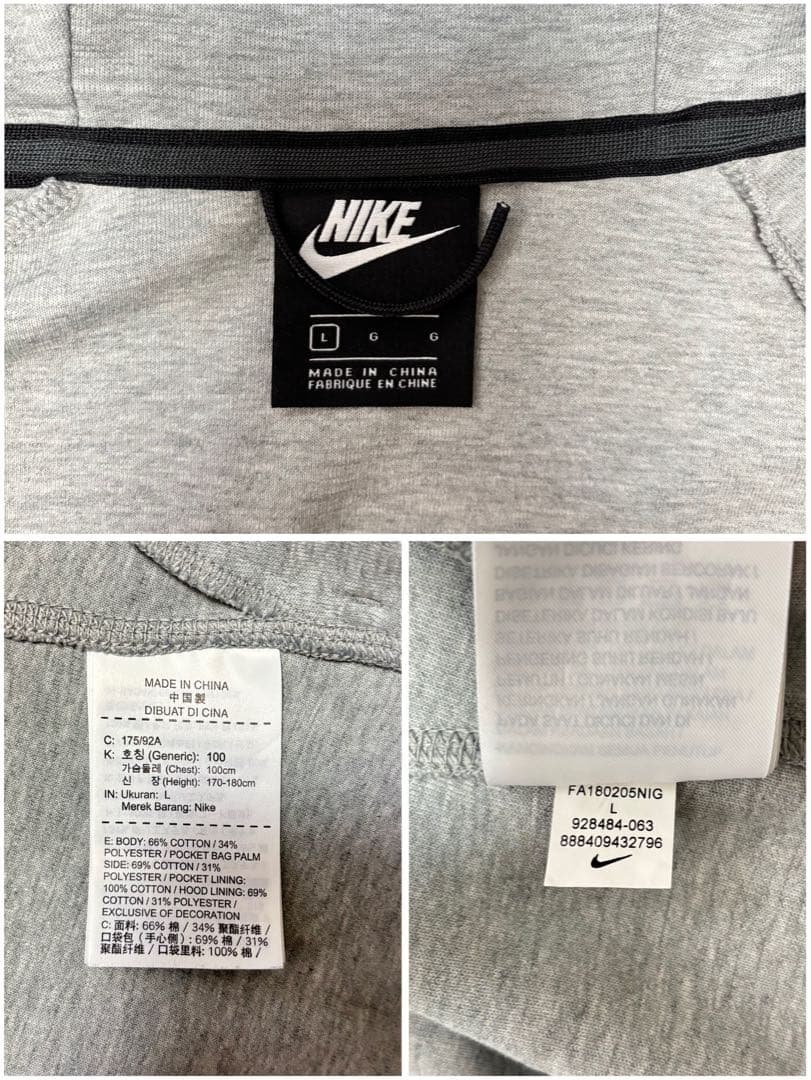 NIKE
L G G
MADE IN CHINA
FABRIQUE EN CHINE
MADE IN CHINA
中国製
DIBUAT DI CINA
C: 175/92A
K: 호칭 (Generic): 100
가슴둘레 (Chest): 100cm
신 장 (Height): 170-180cm
IN: Ukuran: L
Merek Barang: Nike
E: BODY: 66% COTTON / 34%
POLYESTER / POCKET BAG PALM
SIDE: 69% COTTON / 31%
POLYESTER / POCKET LINING:
100% COTTON / HOOD LINING: 69%
COTTON / 31% POLYESTER /
EXCLUSIVE OF DECORATION
C: 面料: 66% 棉 / 34% 聚酯纤维 /
口袋包（手心侧）: 69% 棉 / 31%
聚酯纤维 / 口袋里料: 100% 棉 /
FA180205NIG
L
928484-063
888409432796